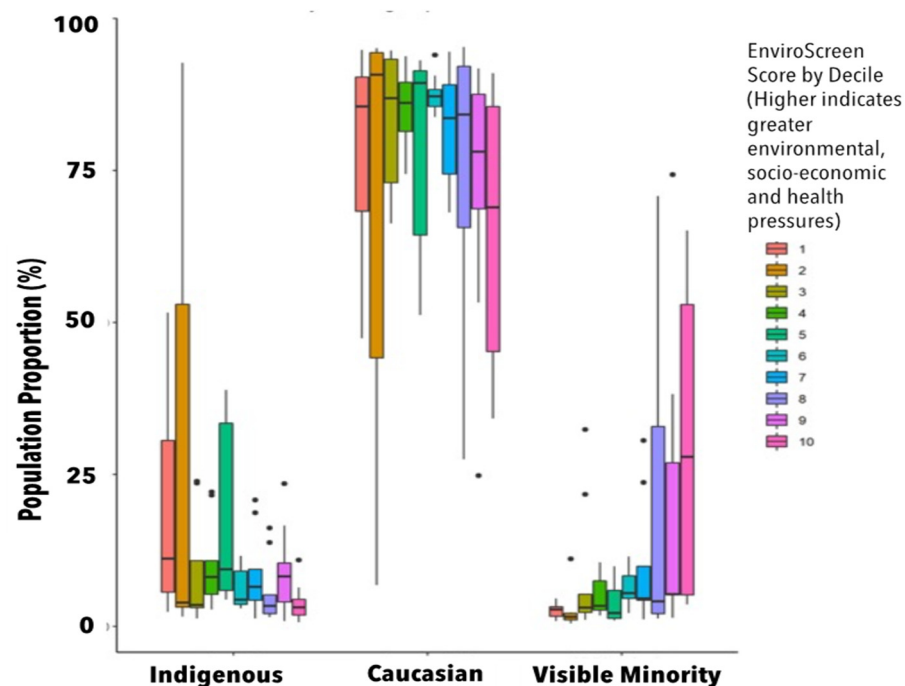 100
75
50
25
0
Population Proportion (%)
Indigenous
Caucasian
Visible Minority
EnviroScreen
Score by Decile
(Higher indicates
greater
environmental,
socio-economic
and health
pressures)
1
2
3
4
5
6
7
8
9
10